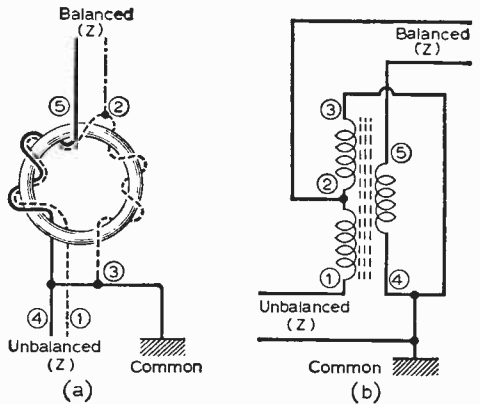 Balanced
(Z)
⑤
②
③
④
①
Unbalanced
(Z)
Common
(a)
Balanced
(Z)
③
⑤
②
①
④
Unbalanced
(Z)
Common
(b)